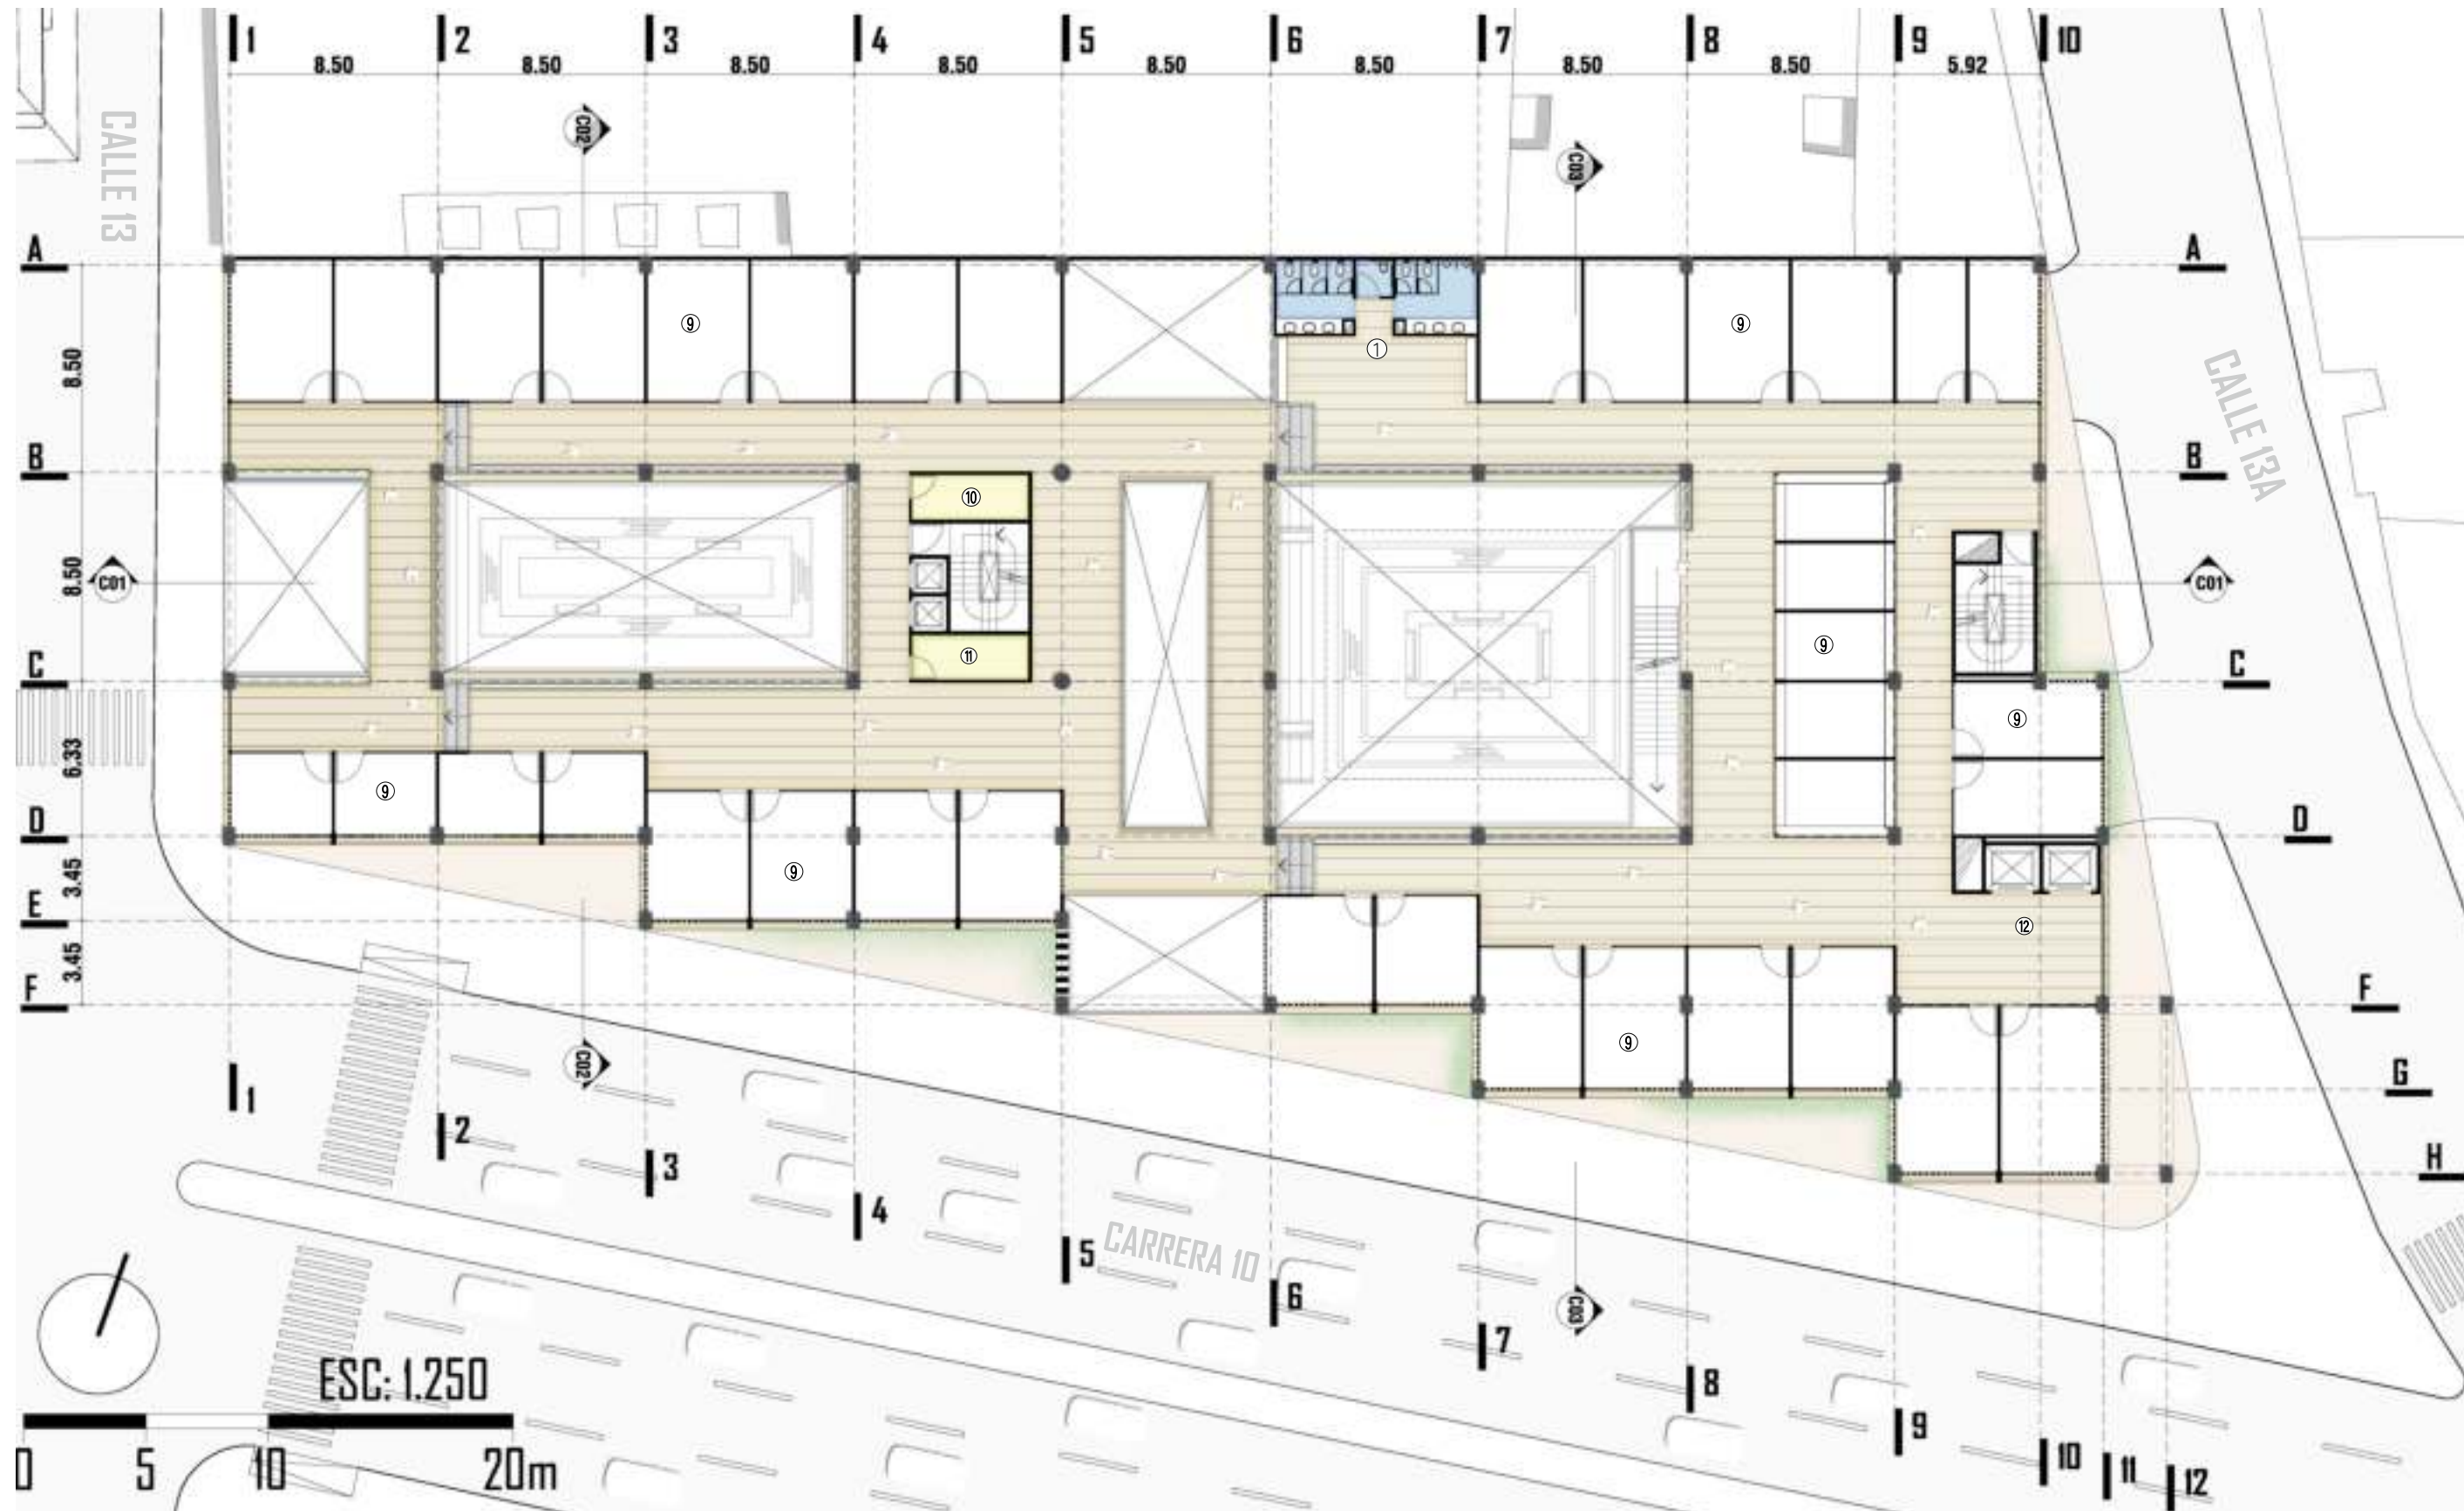 1 2 3 4 5 6 7 8 9 10
8.50 8.50 8.50 8.50 8.50 8.50 8.50 8.50 5.92
CALLE 13
C02
C03
A A
CALLE 13A
8.50
⑨ ⑨
①
B B
⑩
8.50
C01 C01
⑪
⑨
C C
⑨
6.33
⑨
D D
⑨
3.45
E
⑫
3.45
F F
⑨
C02
G
1
2
H
3
4
5
CARRERA 10
6
C03
7
8
9
10
11
12
ESC: 1.250
0 5 10 20m